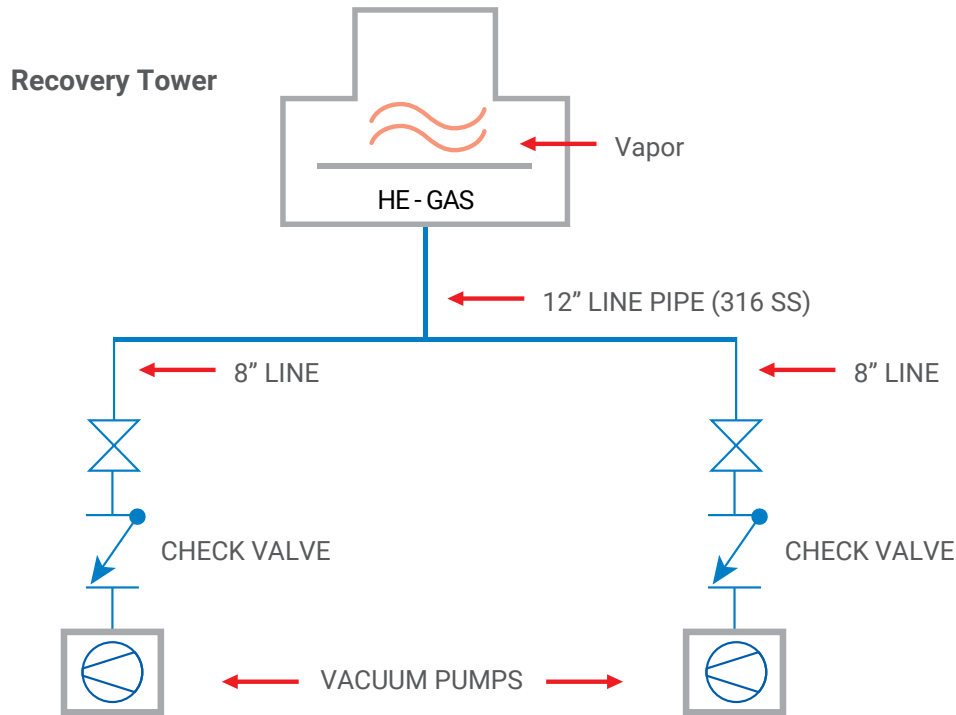 Recovery Tower
Vapor
HE - GAS
12” LINE PIPE (316 SS)
8” LINE
8” LINE
CHECK VALVE
CHECK VALVE
VACUUM PUMPS